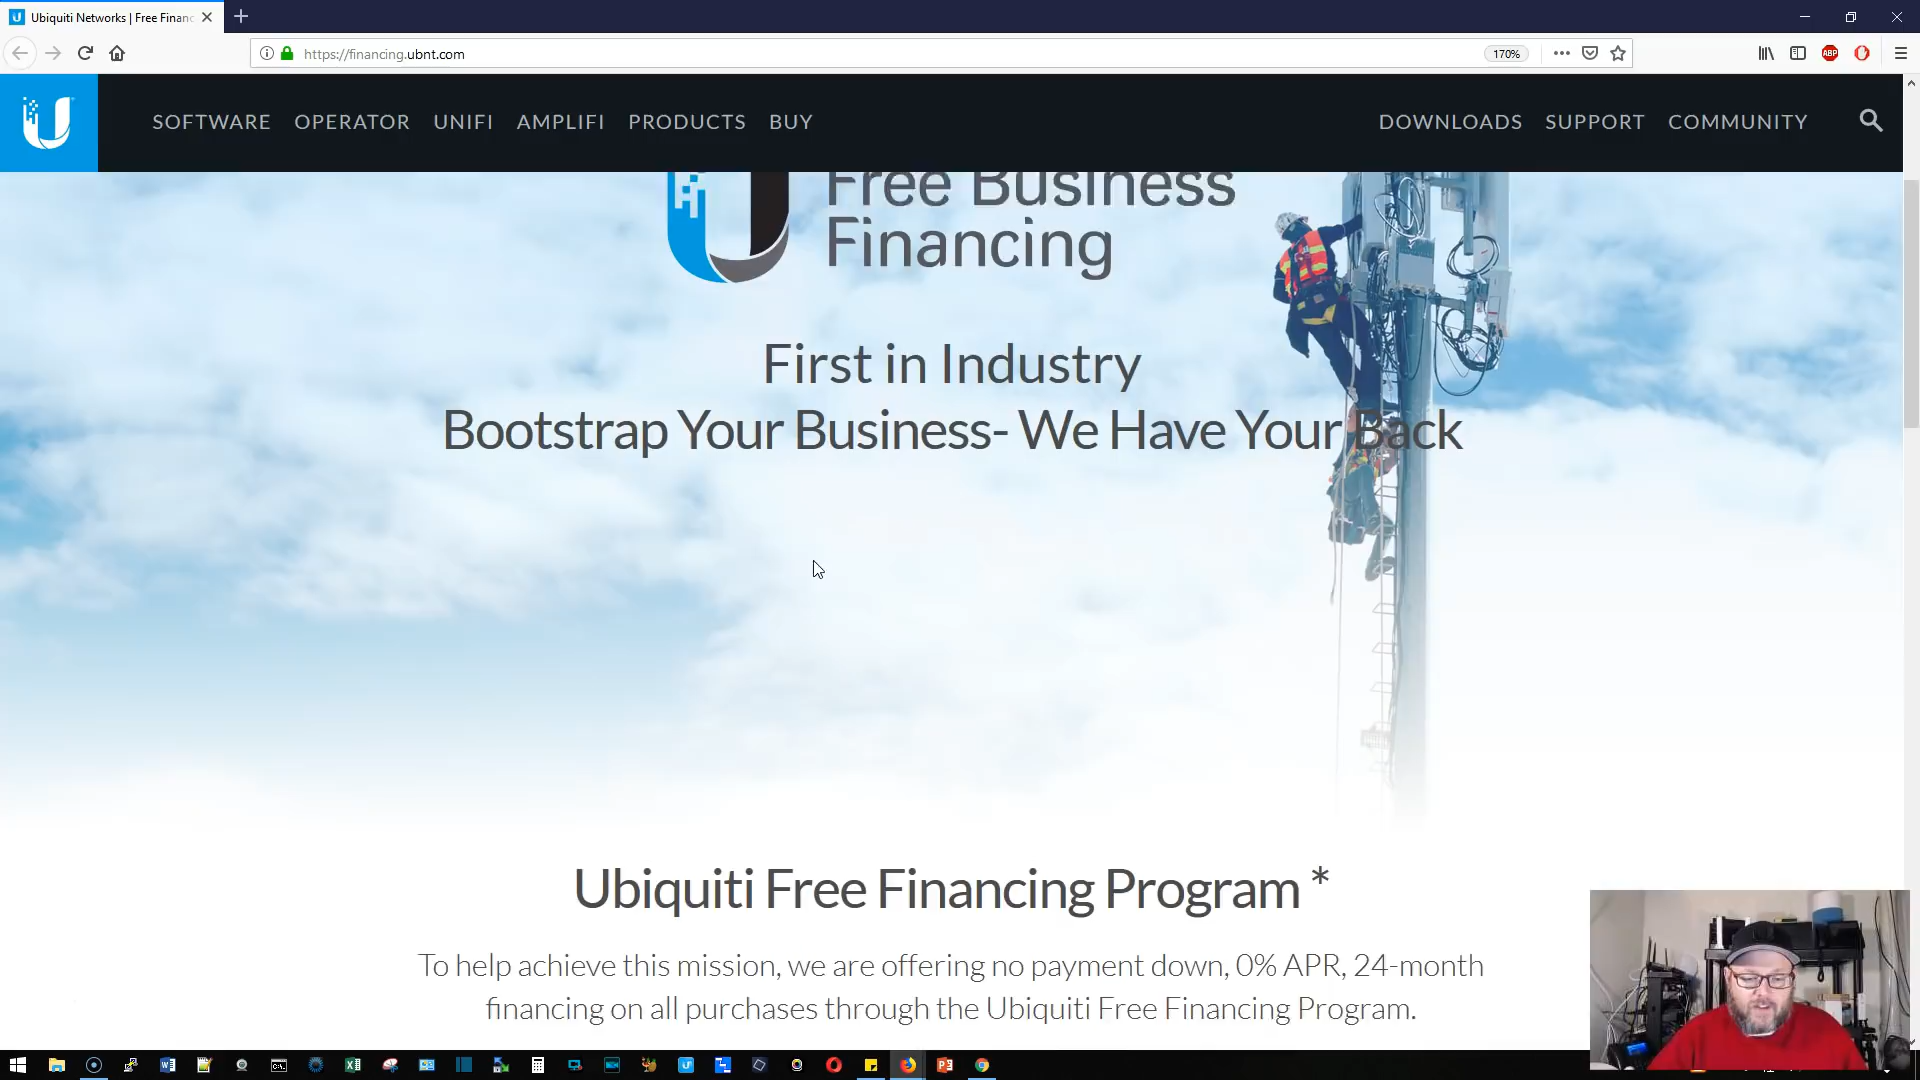 Ubiquiti Networks | Free Financ
https://financing.ubnt.com
170%
ABP
SOFTWARE OPERATOR UNIFI AMPLIFI PRODUCTS BUY
DOWNLOADS SUPPORT COMMUNITY
Free Business
Financing
First in Industry
Bootstrap Your Business- We Have Your Back
Ubiquiti Free Financing Program *
To help achieve this mission, we are offering no payment down, 0% APR, 24-month
financing on all purchases through the Ubiquiti Free Financing Program.